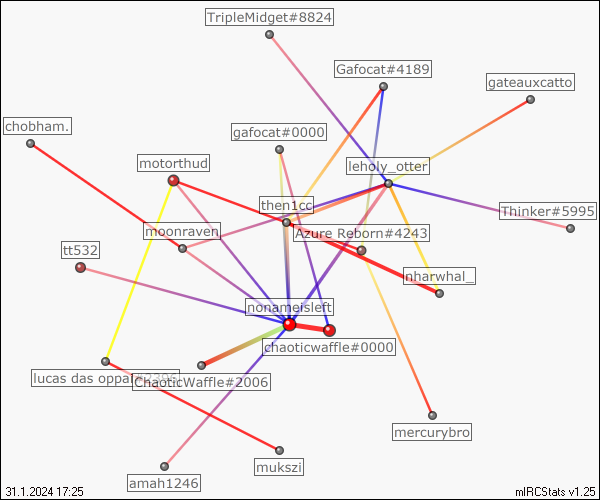 TripleMidget#8824
Gafocat#4189
gateauxcatto
chobham.
gafocat#0000
motorthud
leholy_otter
then1cc
Thinker#5995
moonraven
Azure Reborn#4243
tt532
nharwhal_
nonameisleft
chaoticwaffle#0000
lucas das oppa
ChaoticWaffle#2006
mercurybro
mukszi
amah1246
31.1.2024 17:25
mIRCStats v1.25